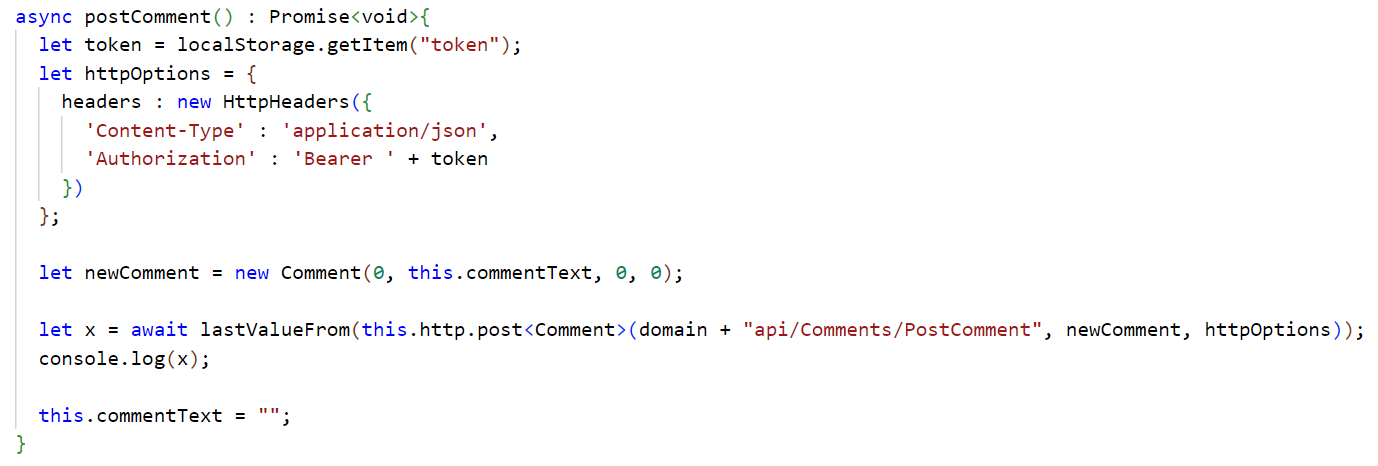 async postComment() : Promise<void>{
  let token = localStorage.getItem("token");
  let httpOptions = {
    headers : new HttpHeaders({
      'Content-Type' : 'application/json',
      'Authorization' : 'Bearer ' + token
    })
  };

  let newComment = new Comment(0, this.commentText, 0, 0);

  let x = await lastValueFrom(this.http.post<Comment>(domain + "api/Comments/PostComment", newComment, httpOptions));
  console.log(x);

  this.commentText = "";
}